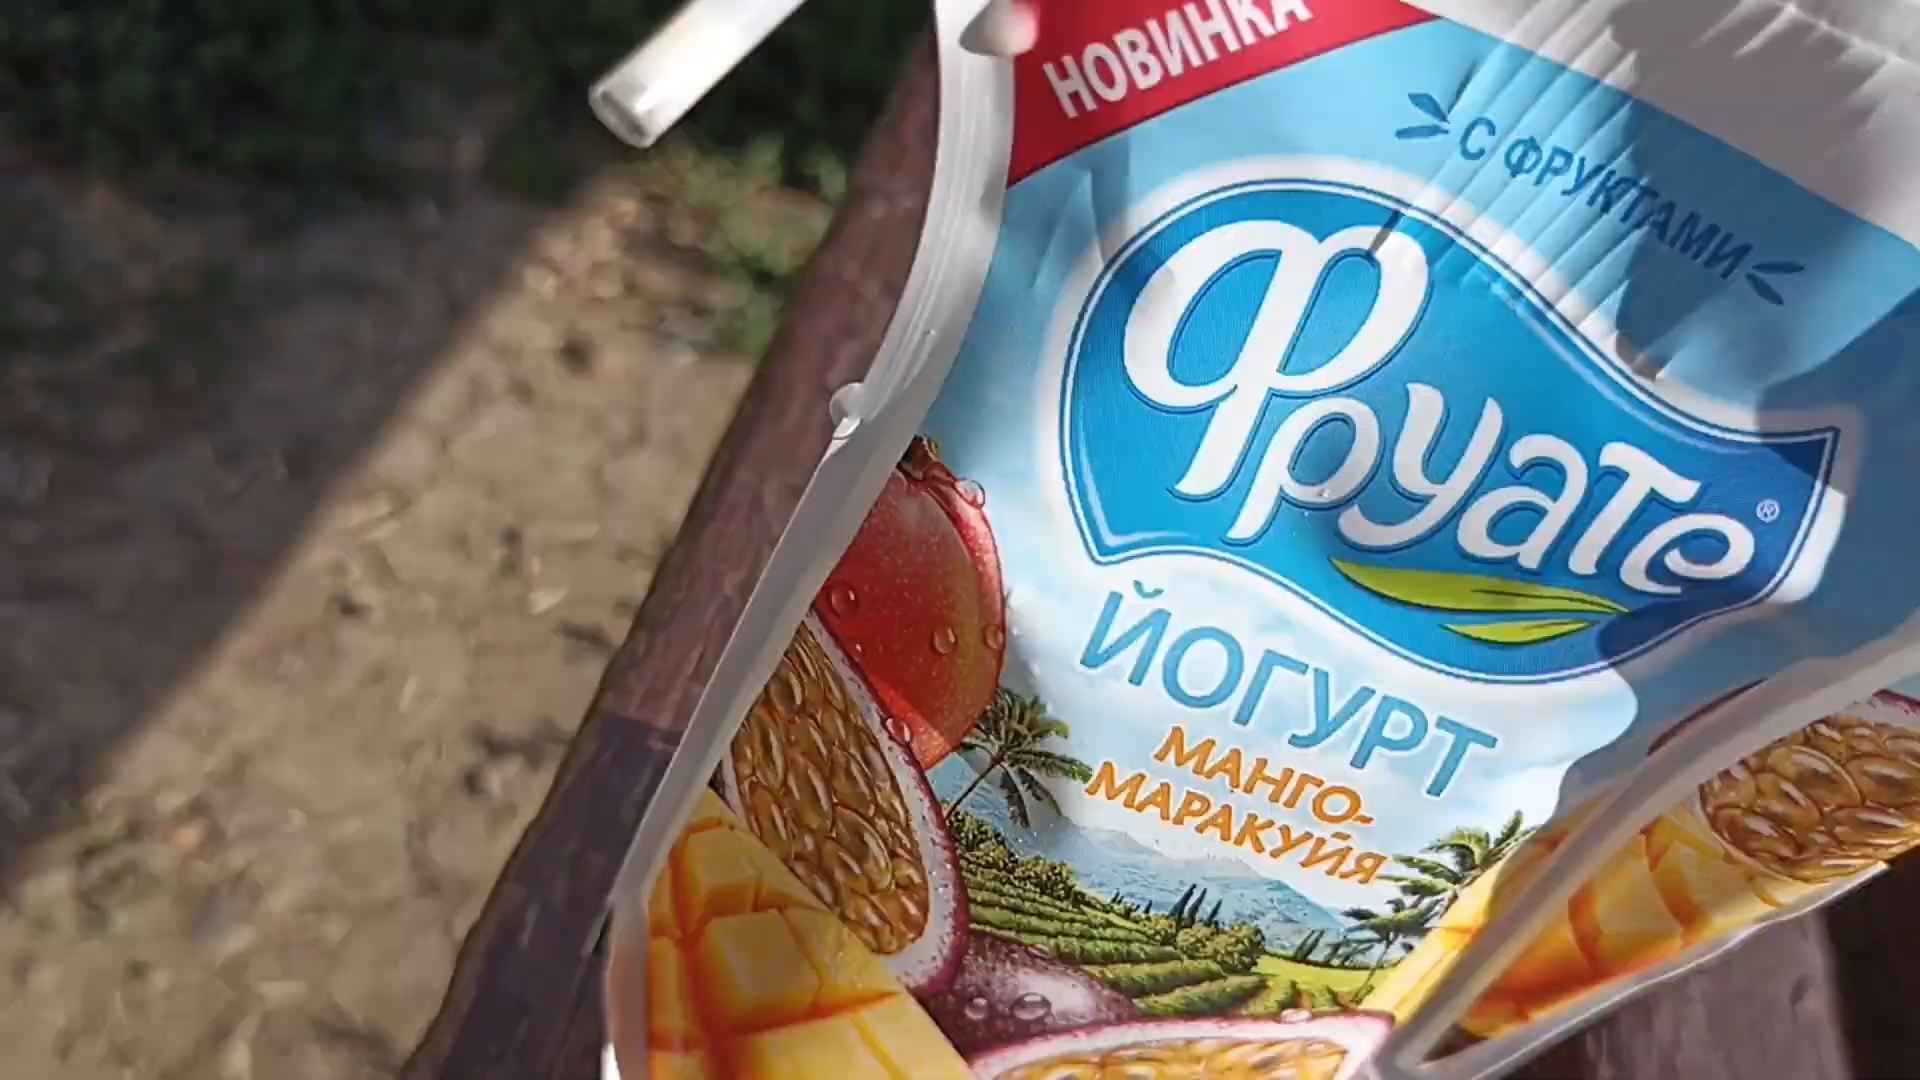 НОВИНКА
С ФРУКТАМИ
Фруате®
ЙОГУРТ
МАНГО-
МАРАКУЙЯ